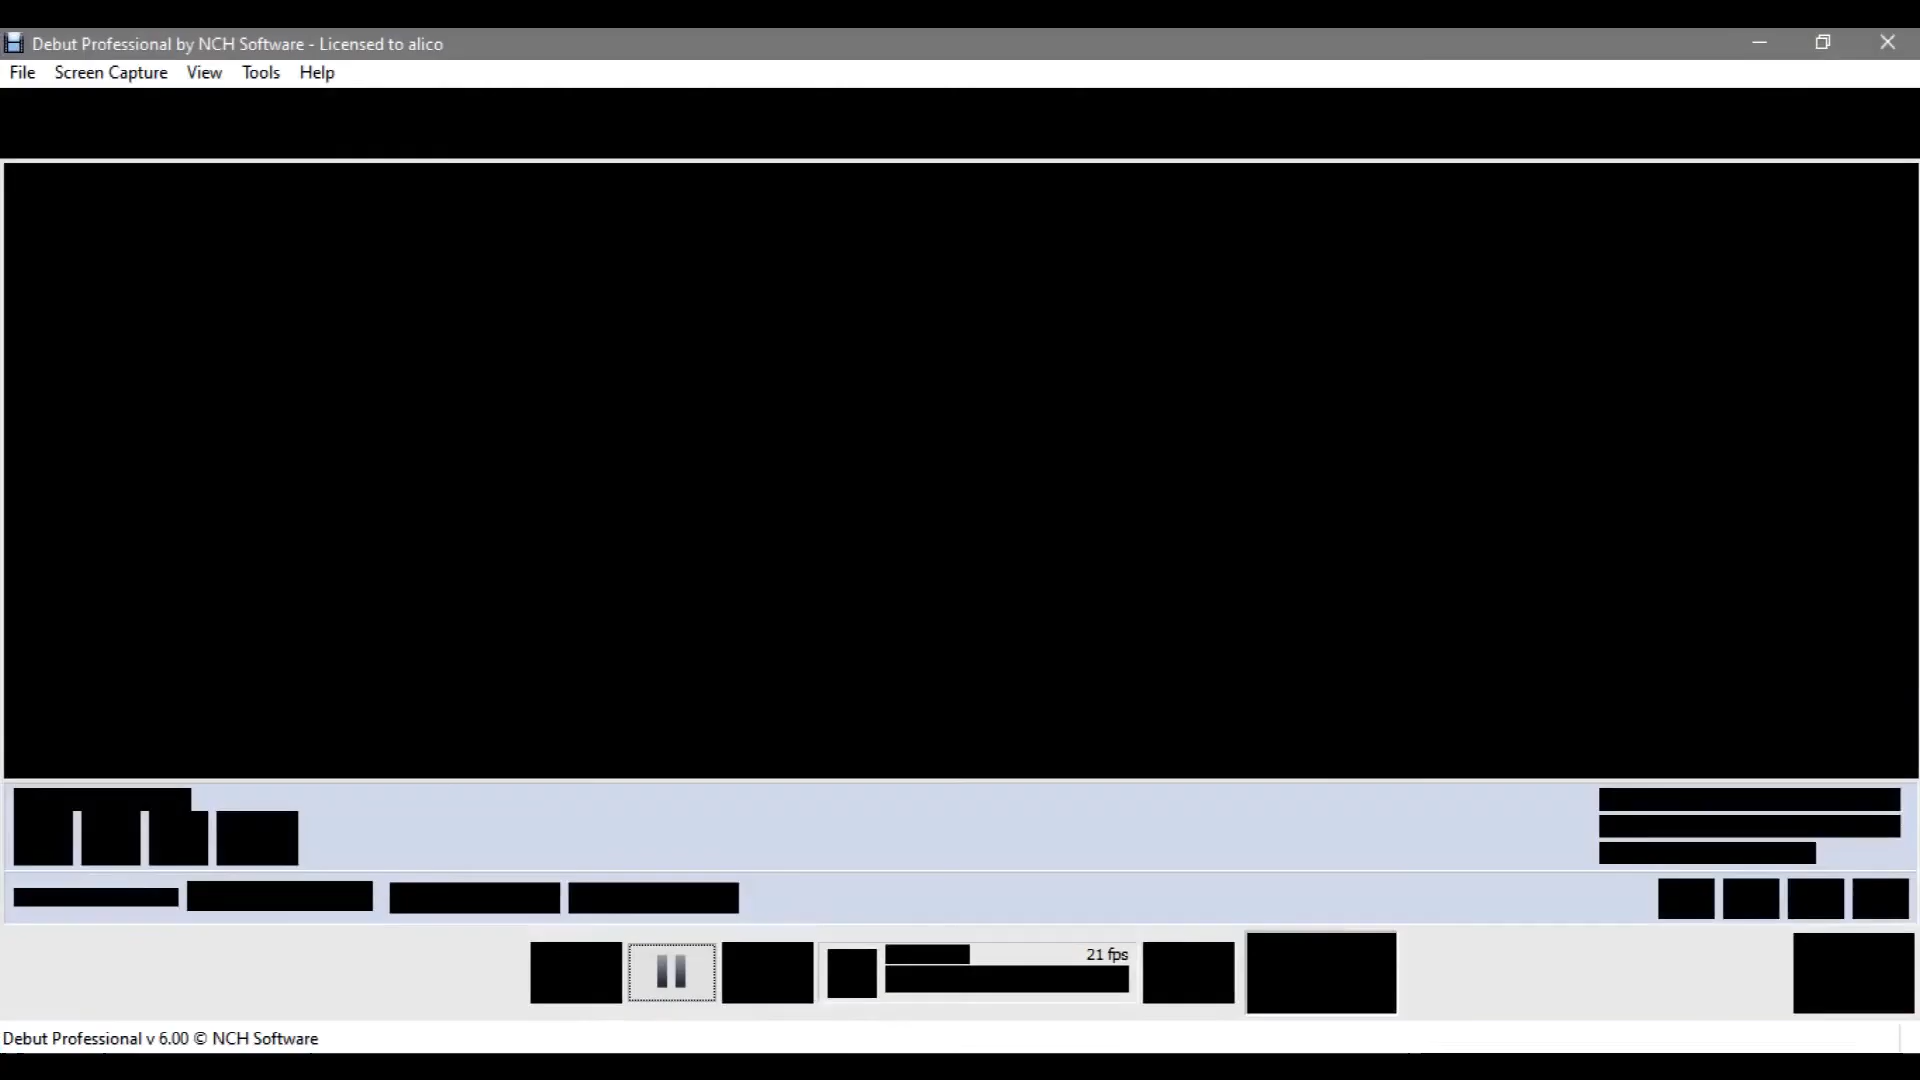 Debut Professional by NCH Software - Licensed to alico
File Screen Capture View Tools Help
21 fps
Debut Professional v 6.00 © NCH Software